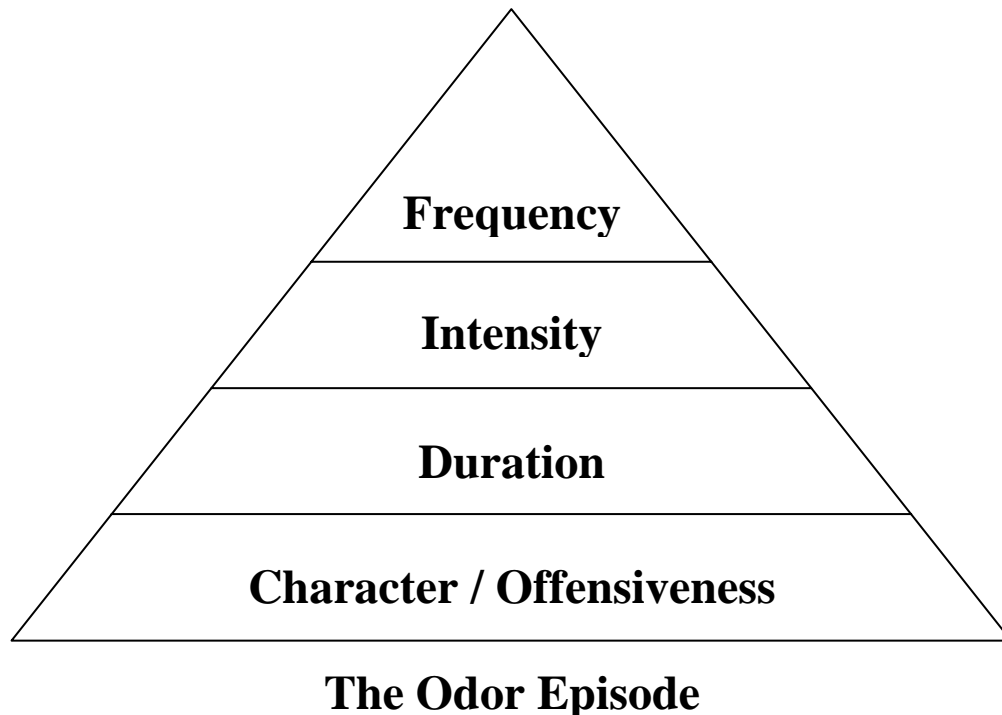 Frequency
Intensity
Duration
Character / Offensiveness
The Odor Episode